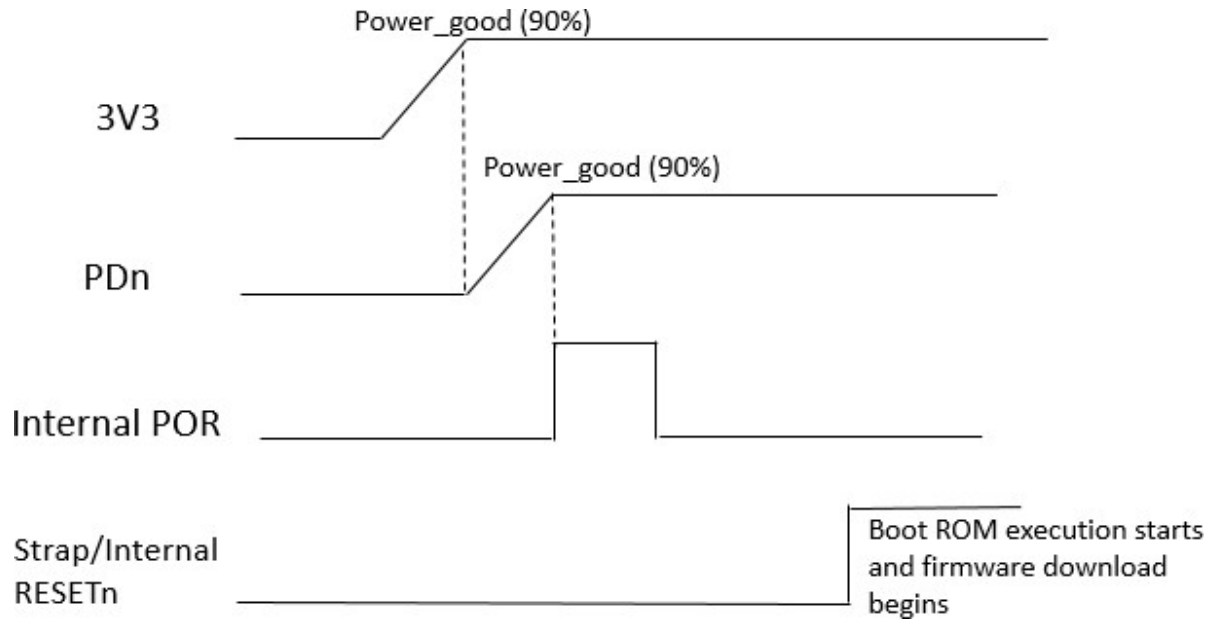 Power_good (90%)
3V3
Power_good (90%)
PDn
Internal POR
Strap/Internal
RESETn
Boot ROM execution starts
and firmware download
begins